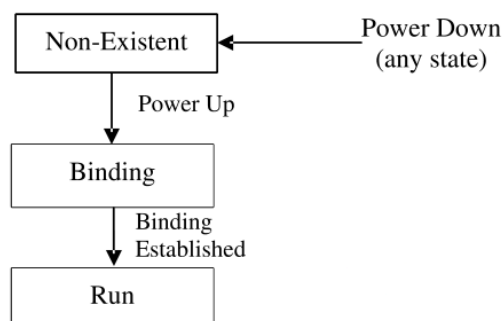 Non-Existent
Power Down
(any state)
Power Up
Binding
Binding
Established
Run